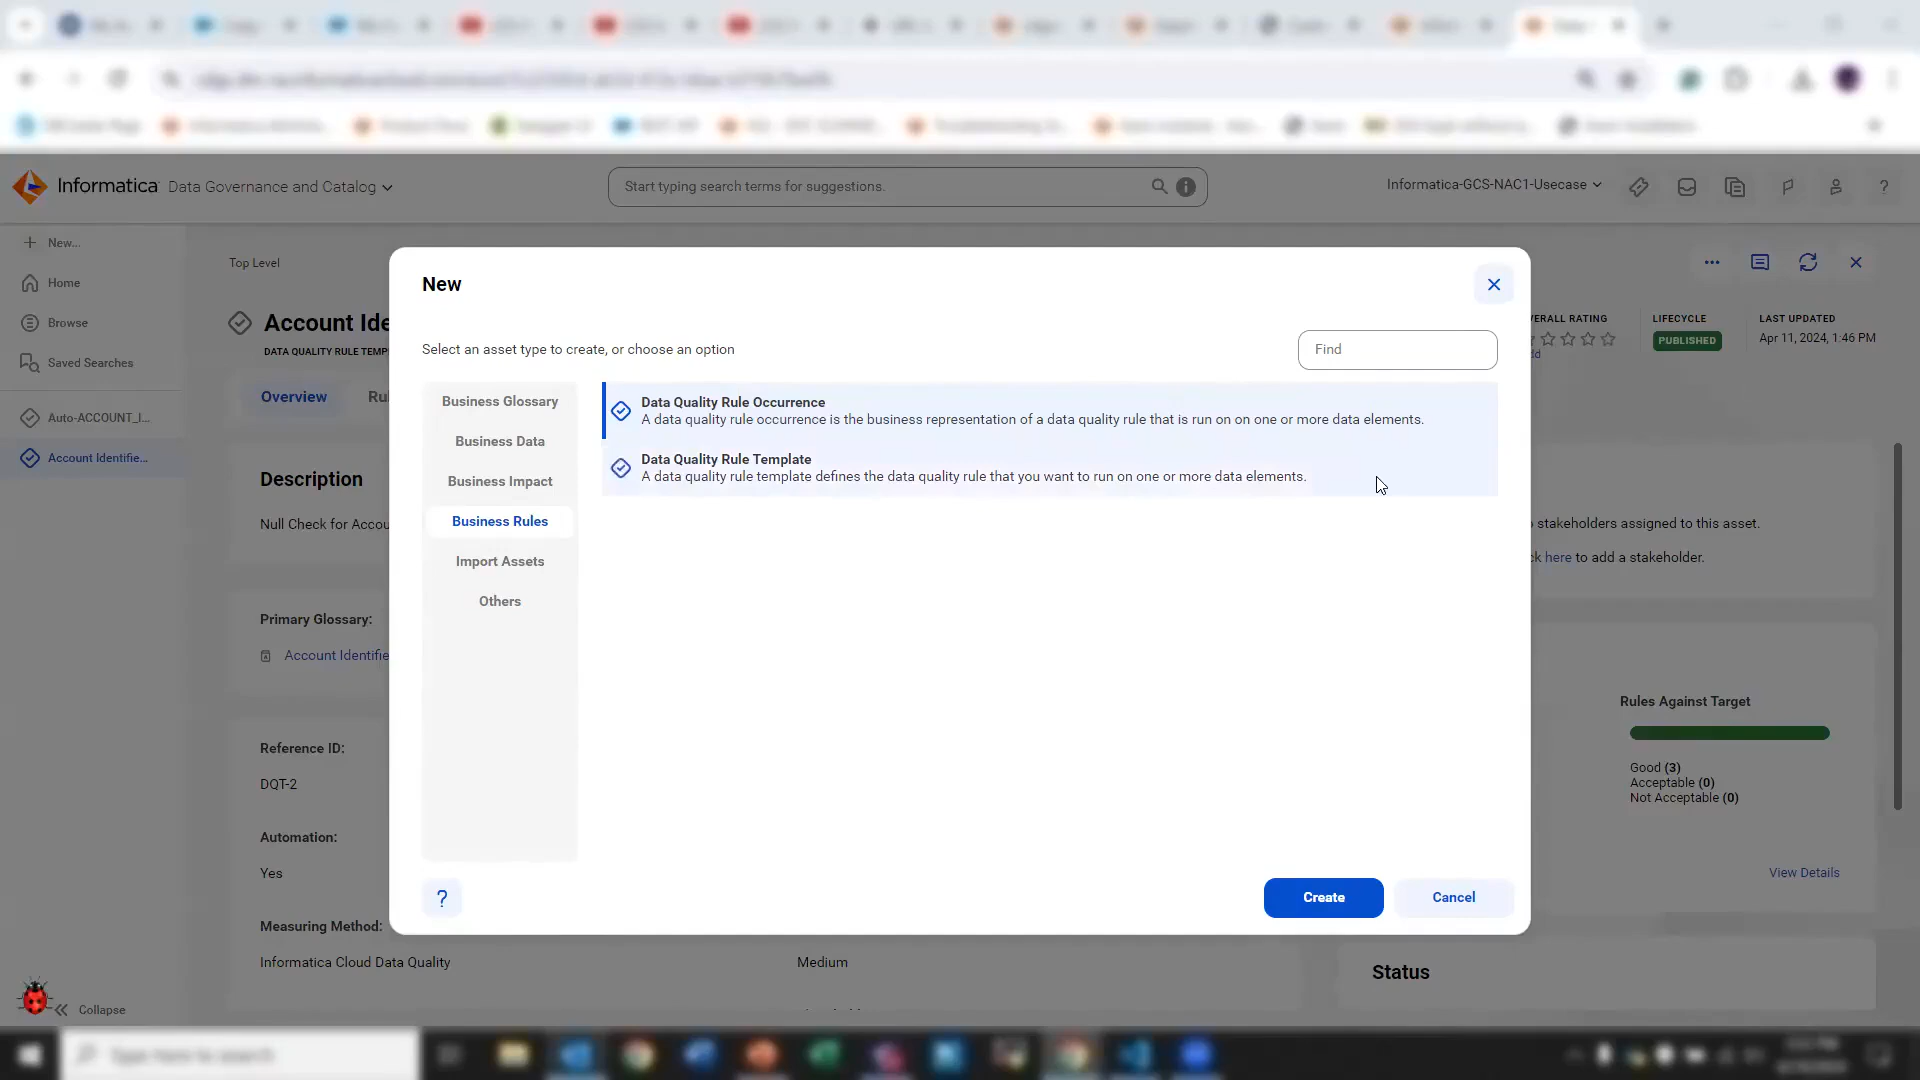 Informatica Data Governance and Catalog
Start typing search terms for suggestions.
Informatica-GCS-NAC1-Usecase
New...
Home
Browse
Saved Searches
Auto-ACCOUNT_I...
Account Identifie...
Collapse
Top Level
Account Ide
DATA QUALITY RULE TEMP
Overview
Description
Null Check for Accou
Primary Glossary:
Account Identifie
Reference ID:
DQT-2
Automation:
Yes
Measuring Method:
Informatica Cloud Data Quality
Medium
New
Select an asset type to create, or choose an option
Find
Business Glossary
Business Data
Business Impact
Business Rules
Import Assets
Others
Data Quality Rule Occurrence
A data quality rule occurrence is the business representation of a data quality rule that is run on on one or more data elements.
Data Quality Rule Template
A data quality rule template defines the data quality rule that you want to run on one or more data elements.
?
Create
Cancel
VERALL RATING
LIFECYCLE
PUBLISHED
LAST UPDATED
Apr 11, 2024, 1:46 PM
stakeholders assigned to this asset.
here to add a stakeholder.
Rules Against Target
Good (3)
Acceptable (0)
Not Acceptable (0)
View Details
Status